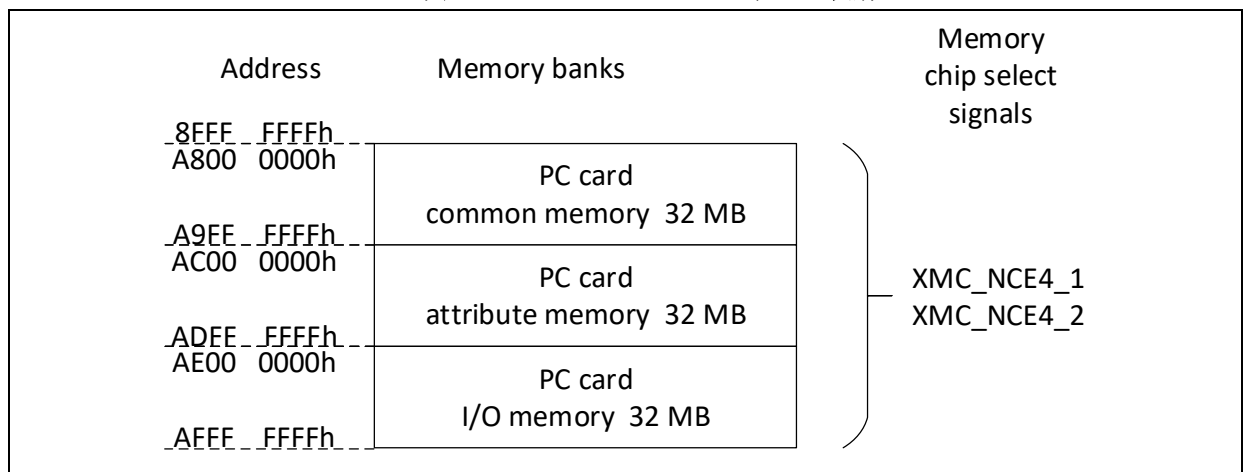 Address
Memory banks
Memory
chip select
signals
8FFF FFFFh
A800 0000h
PC card
common memory 32 MB
A9FF FFFFh
AC00 0000h
PC card
attribute memory 32 MB
XMC_NCE4_1
XMC_NCE4_2
ADFF FFFFh
AE00 0000h
PC card
I/O memory 32 MB
AFFF FFFFh